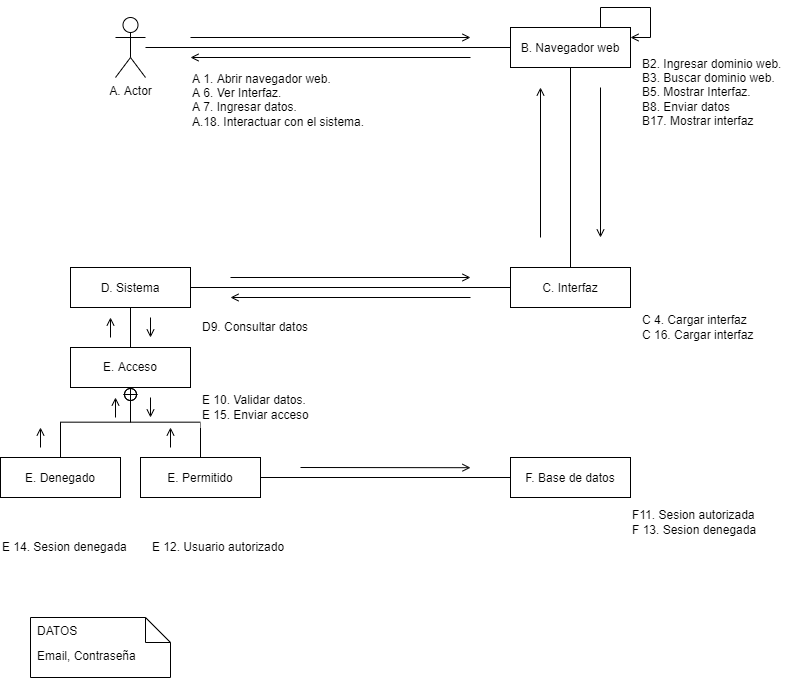 B. Navegador web
B2. Ingresar dominio web.
B3. Buscar dominio web.
B5. Mostrar Interfaz.
B8. Enviar datos
B17. Mostrar interfaz
A. Actor
A 1. Abrir navegador web.
A 6. Ver Interfaz.
A 7. Ingresar datos.
A.18. Interactuar con el sistema.
D. Sistema
C. Interfaz
C 4. Cargar interfaz
C 16. Cargar interfaz
D9. Consultar datos
E. Acceso
E 10. Validar datos.
E 15. Enviar acceso
E. Denegado
E. Permitido
F. Base de datos
F11. Sesion autorizada
F 13. Sesion denegada
E 14. Sesion denegada
E 12. Usuario autorizado
DATOS
Email, Contraseña